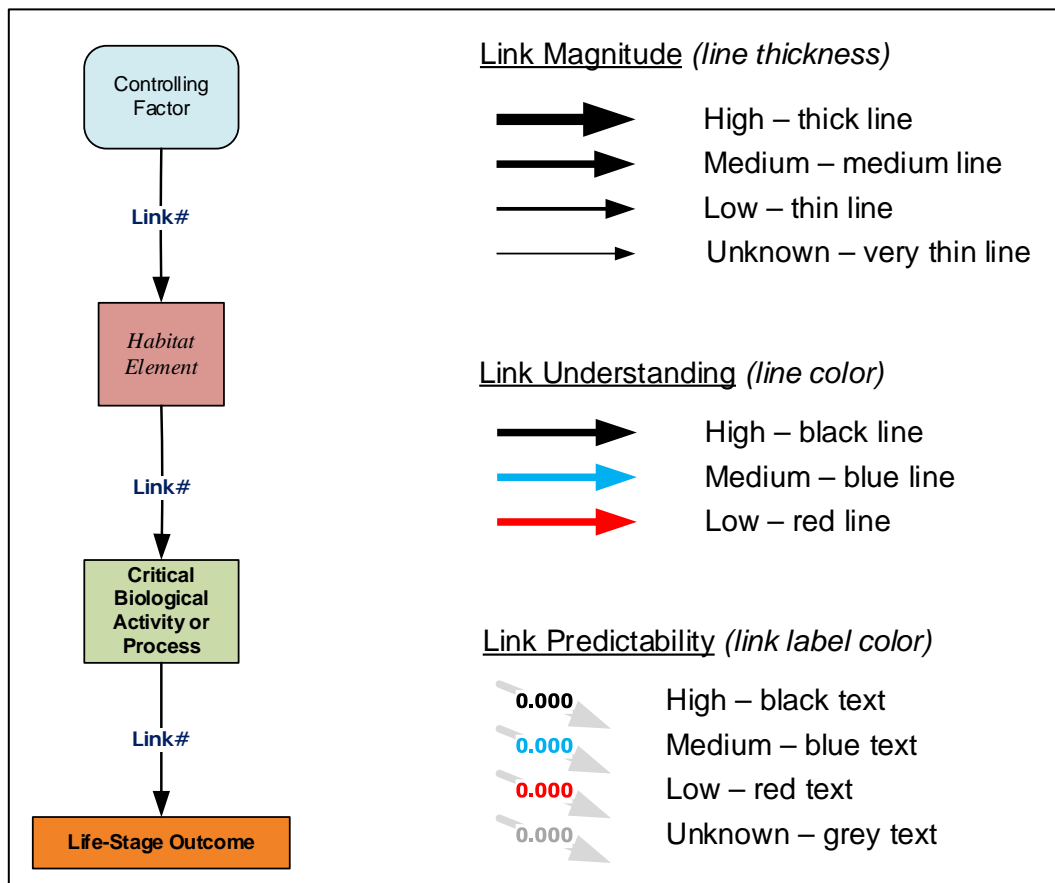 Controlling
Factor
Link#
Habitat
Element
Link#
Critical
Biological
Activity or
Process
Link#
Life-Stage Outcome
Link Magnitude (line thickness)
High – thick line
Medium – medium line
Low – thin line
Unknown – very thin line
Link Understanding (line color)
High – black line
Medium – blue line
Low – red line
Link Predictability (link label color)
0.000 High – black text
0.000 Medium – blue text
0.000 Low – red text
0.000 Unknown – grey text